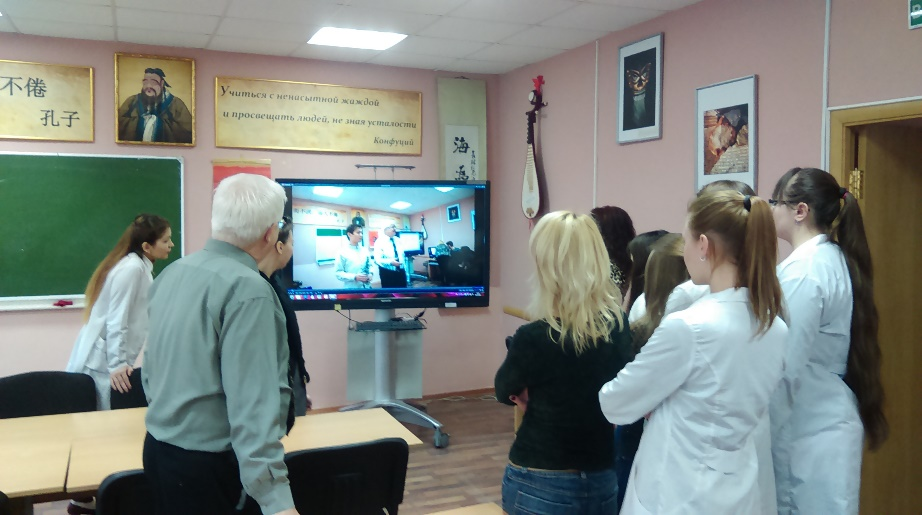 不倦
孔子
Учиться с ненасытной жаждой
и просвещать людей, не зная усталости
Конфуций
海